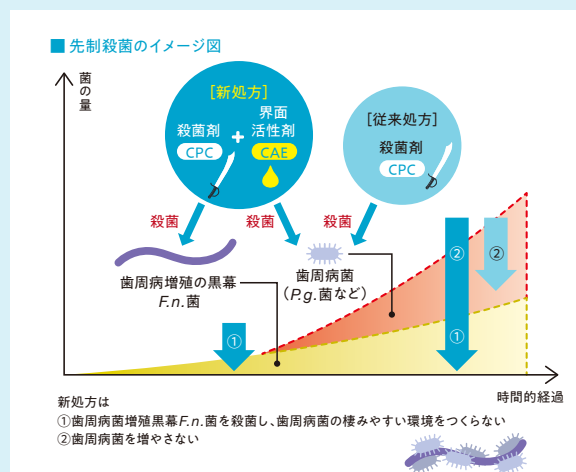 ■ 先制殺菌のイメージ図
菌の量
[新処方]
殺菌剤
CPC
+
界面
活性剤
CAE
[従来処方]
殺菌剤
CPC
殺菌
殺菌
殺菌
歯周病増殖の黒幕
F.n.菌
歯周病菌
（P.g.菌など）
①
②
①
②
時間的経過
新処方は
①歯周病菌増殖黒幕F.n.菌を殺菌し、歯周病菌の棲みやすい環境をつくらない
②歯周病菌を増やさない